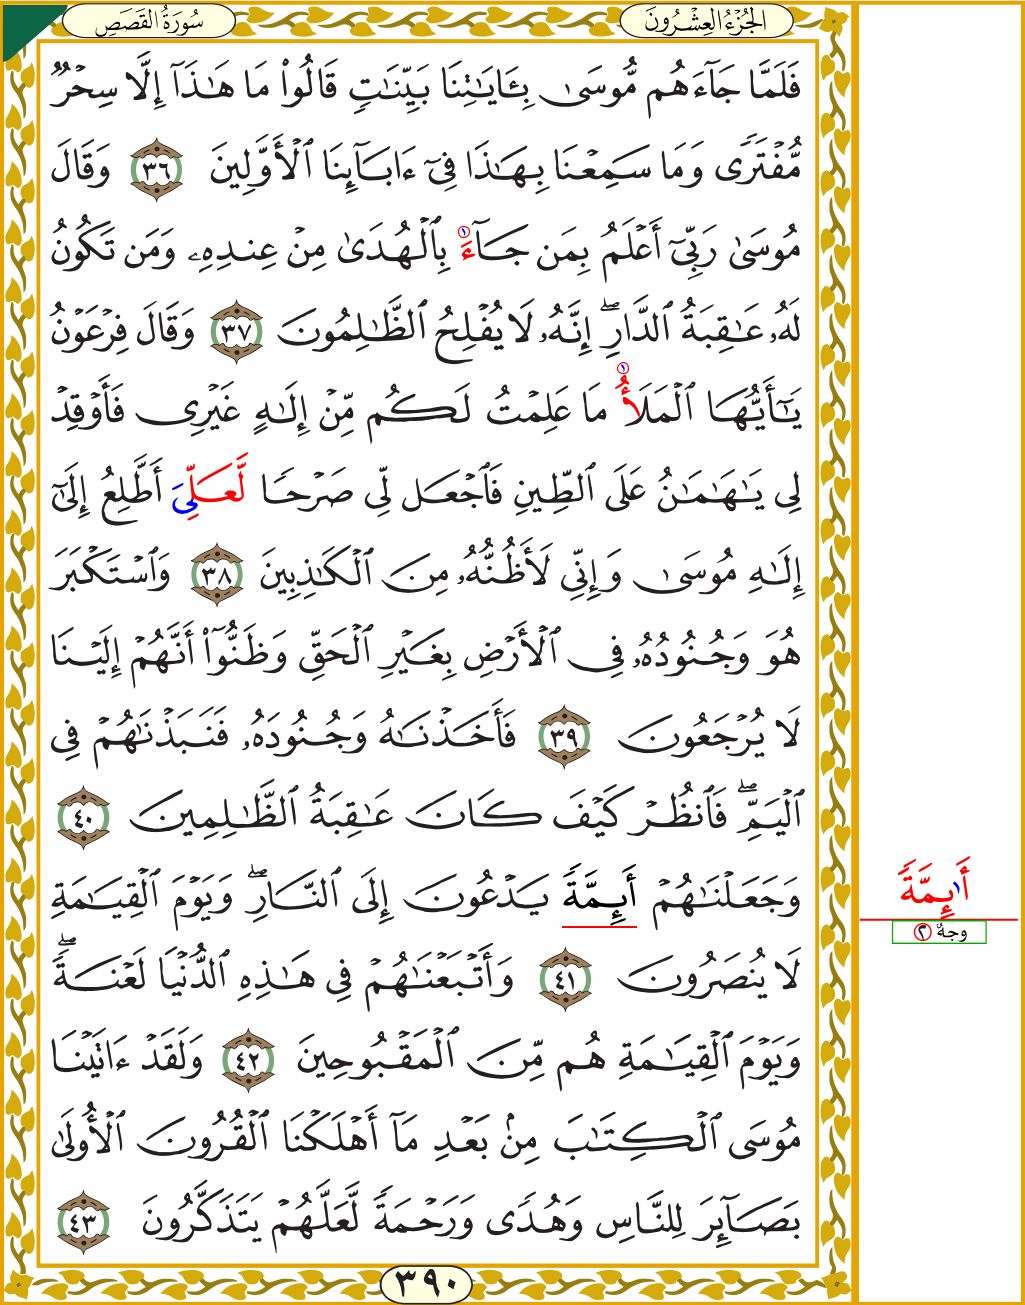 سُورَةُ القَصَصِ
الجُزْءُ العِشْرُونَ
فَلَمَّا جَآءَهُم مُّوسَىٰ بِـَٔايَـٰتِنَا بَيِّنَـٰتٍ قَالُوا۟ مَا هَـٰذَآ إِلَّا سِحْرٌ
مُّفْتَرًى وَمَا سَمِعْنَا بِهَـٰذَا فِىٓ ءَابَآئِنَا ٱلْأَوَّلِينَ ٣٦ وَقَالَ
مُوسَىٰ رَبِّىٓ أَعْلَمُ بِمَن جَآءَ ١ بِٱلْهُدَىٰ مِنْ عِندِهِۦ وَمَن تَكُونُ
لَهُۥ عَـٰقِبَةُ ٱلدَّارِ ۖ إِنَّهُۥ لَا يُفْلِحُ ٱلظَّـٰلِمُونَ ٣٧ وَقَالَ فِرْعَوْنُ
يَـٰٓأَيُّهَا ٱلْمَلَأُ ١ مَا عَلِمْتُ لَكُم مِّنْ إِلَـٰهٍ غَيْرِى فَأَوْقِدْ
لِى يَـٰهَـٰمَـٰنُ عَلَى ٱلطِّينِ فَٱجْعَل لِّى صَرْحًا لَّعَلِّىَ أَطَّلِعُ إِلَىٰٓ
إِلَـٰهِ مُوسَىٰ وَإِنِّى لَأَظُنُّهُۥ مِنَ ٱلْكَـٰذِبِينَ ٣٨ وَٱسْتَكْبَرَ
هُوَ وَجُنُودُهُۥ فِى ٱلْأَرْضِ بِغَيْرِ ٱلْحَقِّ وَظَنُّوٓا۟ أَنَّهُمْ إِلَيْنَا
لَا يُرْجَعُونَ ٣٩ فَأَخَذْنَـٰهُ وَجُنُودَهُۥ فَنَبَذْنَـٰهُمْ فِى
ٱلْيَمِّ ۖ فَٱنظُرْ كَيْفَ كَانَ عَـٰقِبَةُ ٱلظَّـٰلِمِينَ ٤٠
وَجَعَلْنَـٰهُمْ أَئِمَّةً يَدْعُونَ إِلَى ٱلنَّارِ ۖ وَيَوْمَ ٱلْقِيَـٰمَةِ
أَا۬ئِمَّةً
وجهٌ ٢
لَا يُنصَرُونَ ٤١ وَأَتْبَعْنَـٰهُمْ فِى هَـٰذِهِ ٱلدُّنْيَا لَعْنَةً ۖ
وَيَوْمَ ٱلْقِيَـٰمَةِ هُم مِّنَ ٱلْمَقْبُوحِينَ ٤٢ وَلَقَدْ ءَاتَيْنَا
مُوسَى ٱلْكِتَـٰبَ مِنۢ بَعْدِ مَآ أَهْلَكْنَا ٱلْقُرُونَ ٱلْأُولَىٰ
بَصَآئِرَ لِلنَّاسِ وَهُدًى وَرَحْمَةً لَّعَلَّهُمْ يَتَذَكَّرُونَ ٤٣
٣٩٠